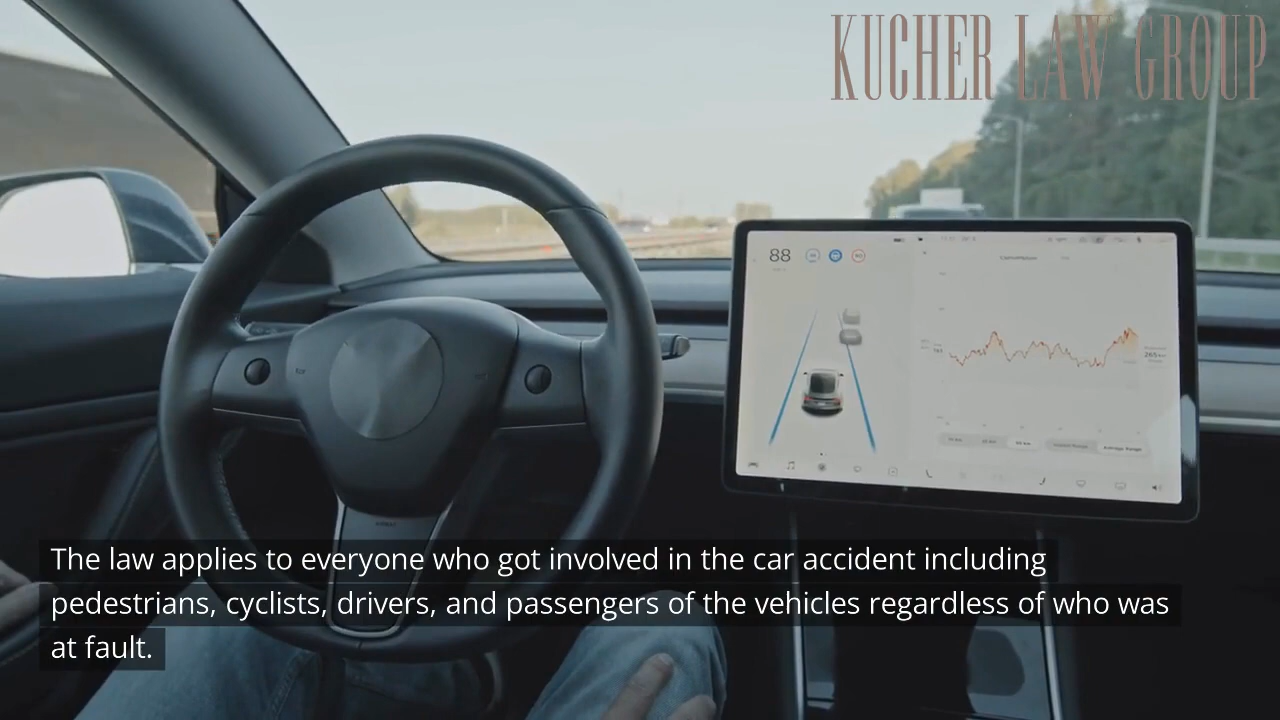 KUCHER LAW GROUP
88
The law applies to everyone who got involved in the car accident including
pedestrians, cyclists, drivers, and passengers of the vehicles regardless of who was
at fault.